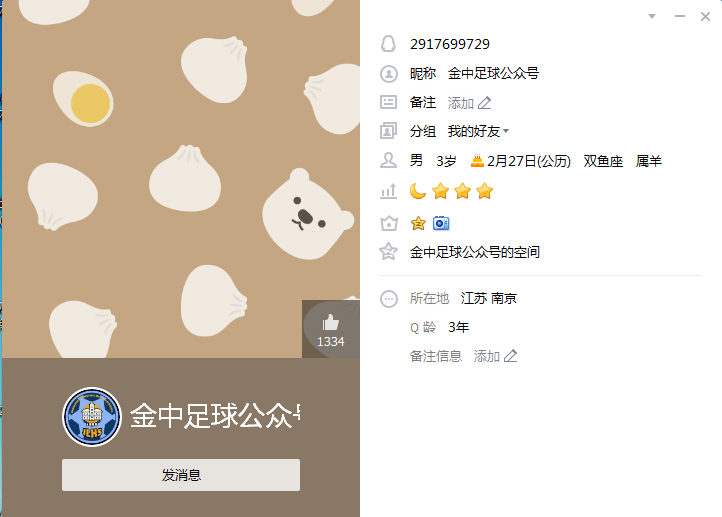 1334
金中足球公众号
JLHS
发消息
2917699729
昵称 金中足球公众号
备注 添加
分组 我的好友
男 3岁 2月27日(公历) 双鱼座 属羊
金中足球公众号的空间
所在地 江苏 南京
Q 龄 3年
备注信息 添加